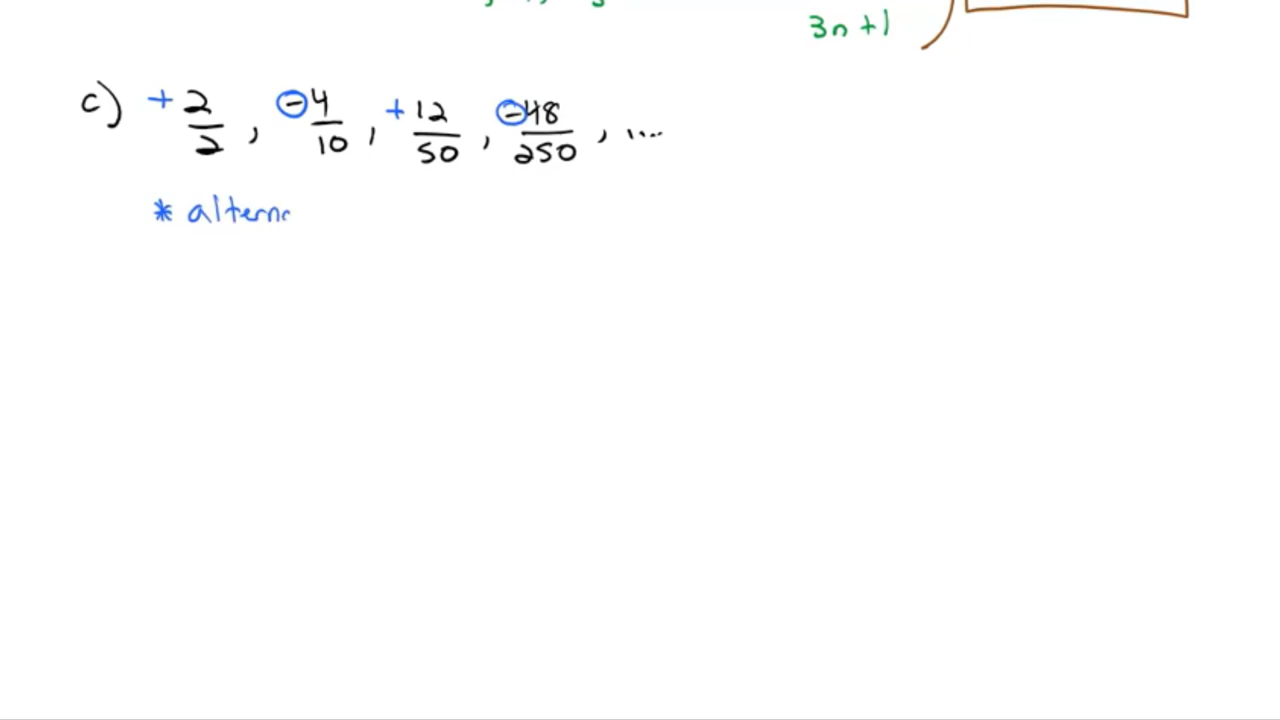 3n + 1
c) + 2/2 , - 4/10 , + 12/50 , - 48/250 , ....
* alterna